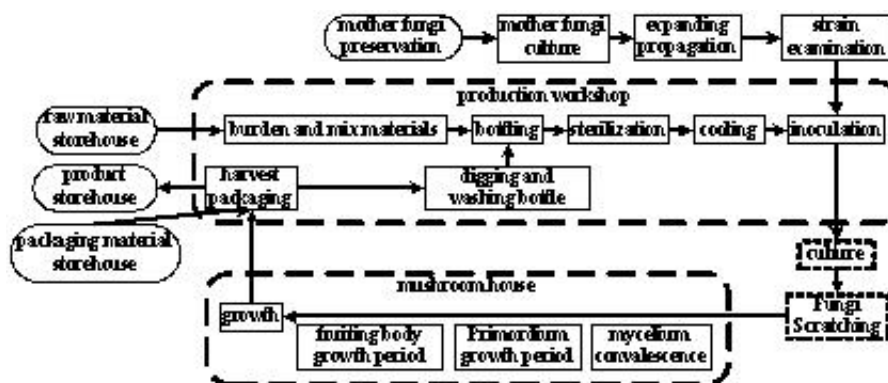 mother fungi
preservation
mother fungi
culture
expanding
propagation
strain
examination
production workshop
raw material
storehouse
burden and mix materials
bottling
sterilization
cooling
inoculation
product
storehouse
harvest
packaging
digging and
washing bottle
packaging material
storehouse
culture
mushroom house
growth
Fungi
Scratching
fruiting body
growth period
Primordium
growth period
mycelium
convalescence